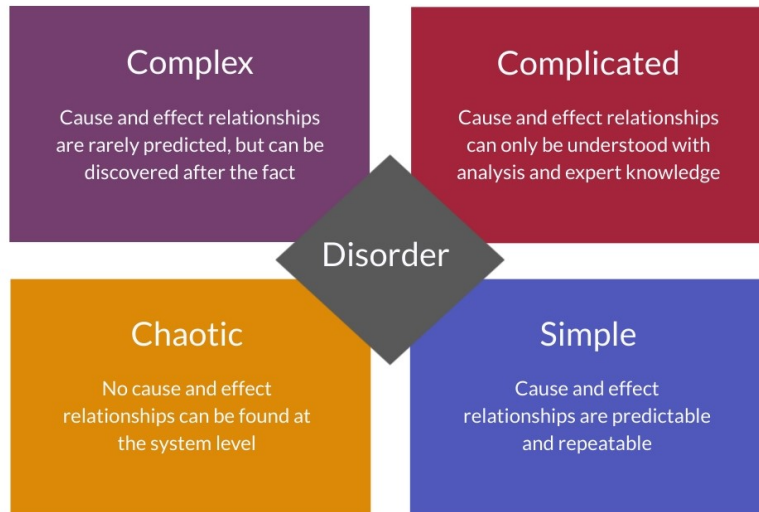 Complex
Cause and effect relationships
are rarely predicted, but can be
discovered after the fact
Complicated
Cause and effect relationships
can only be understood with
analysis and expert knowledge
Disorder
Chaotic
No cause and effect
relationships can be found at
the system level
Simple
Cause and effect
relationships are predictable
and repeatable